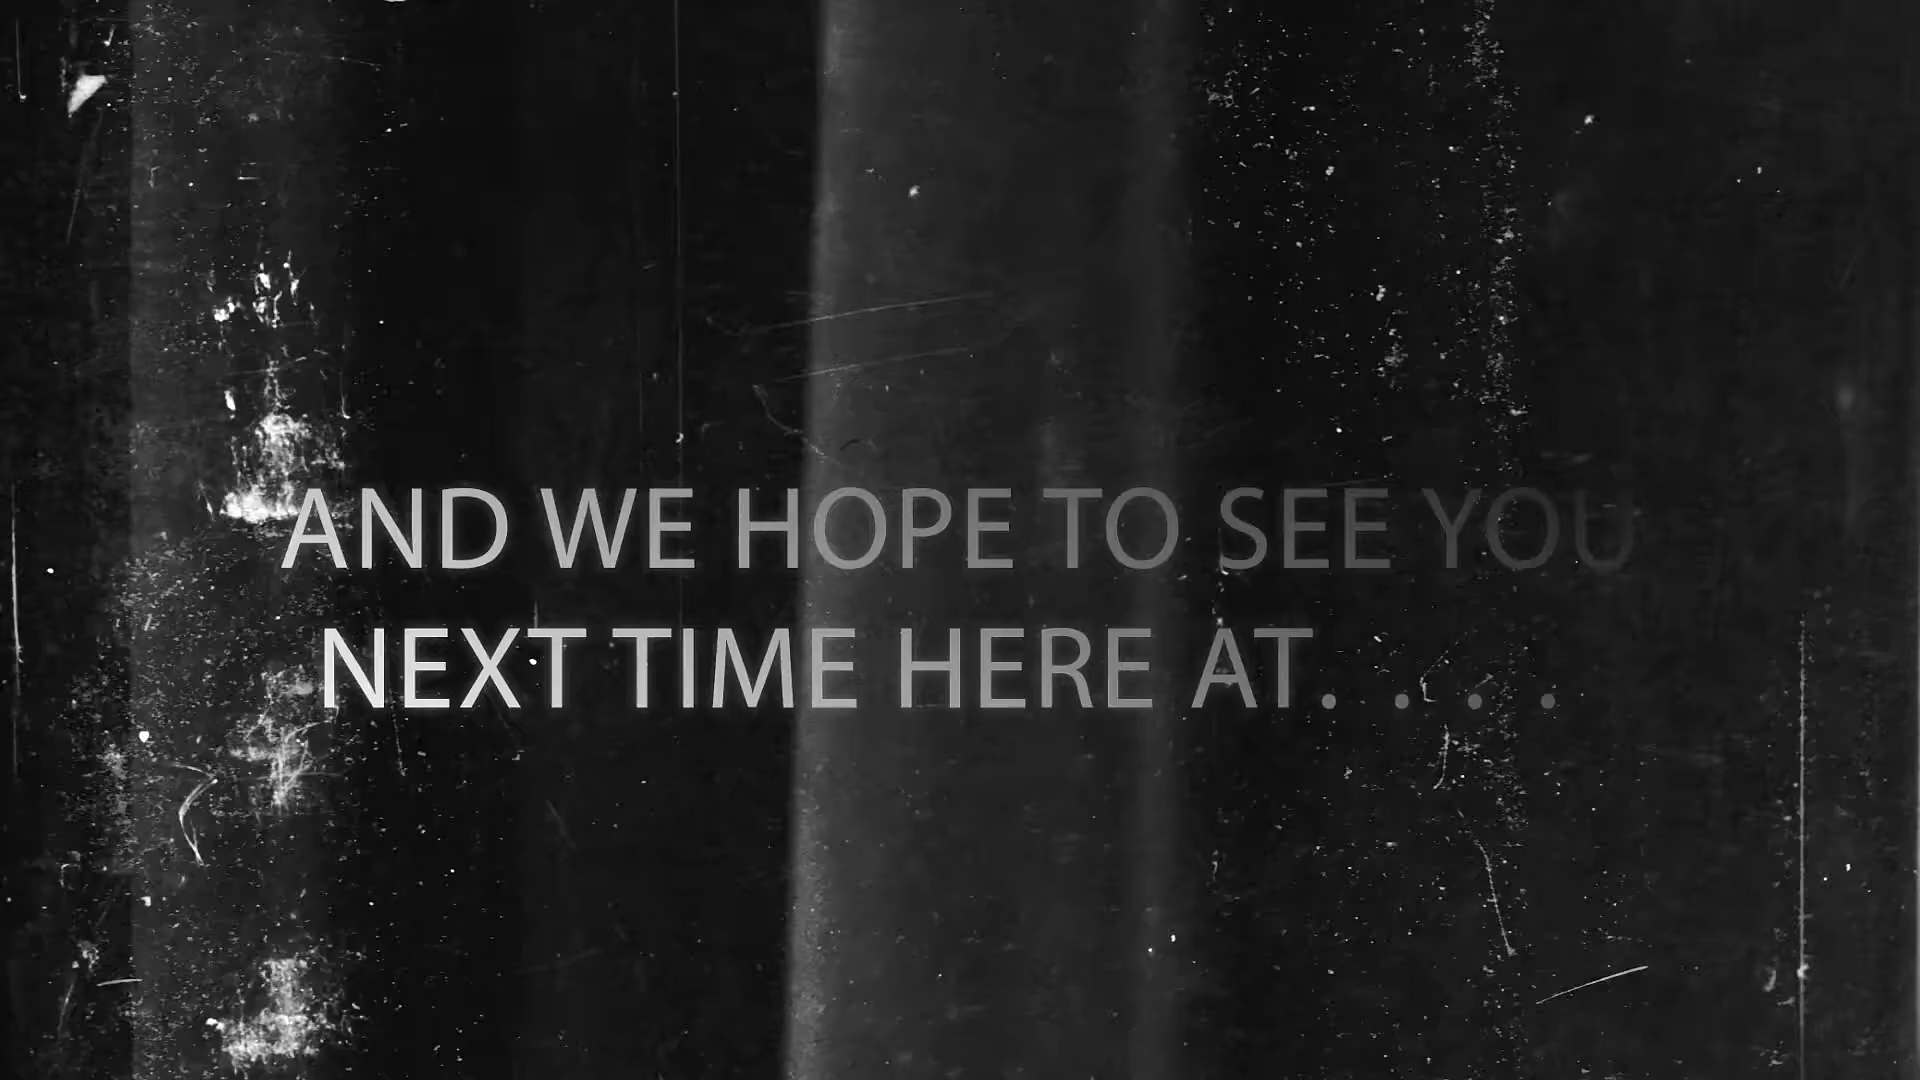 AND WE HOPE TO SEE YOU
NEXT TIME HERE AT. . . .